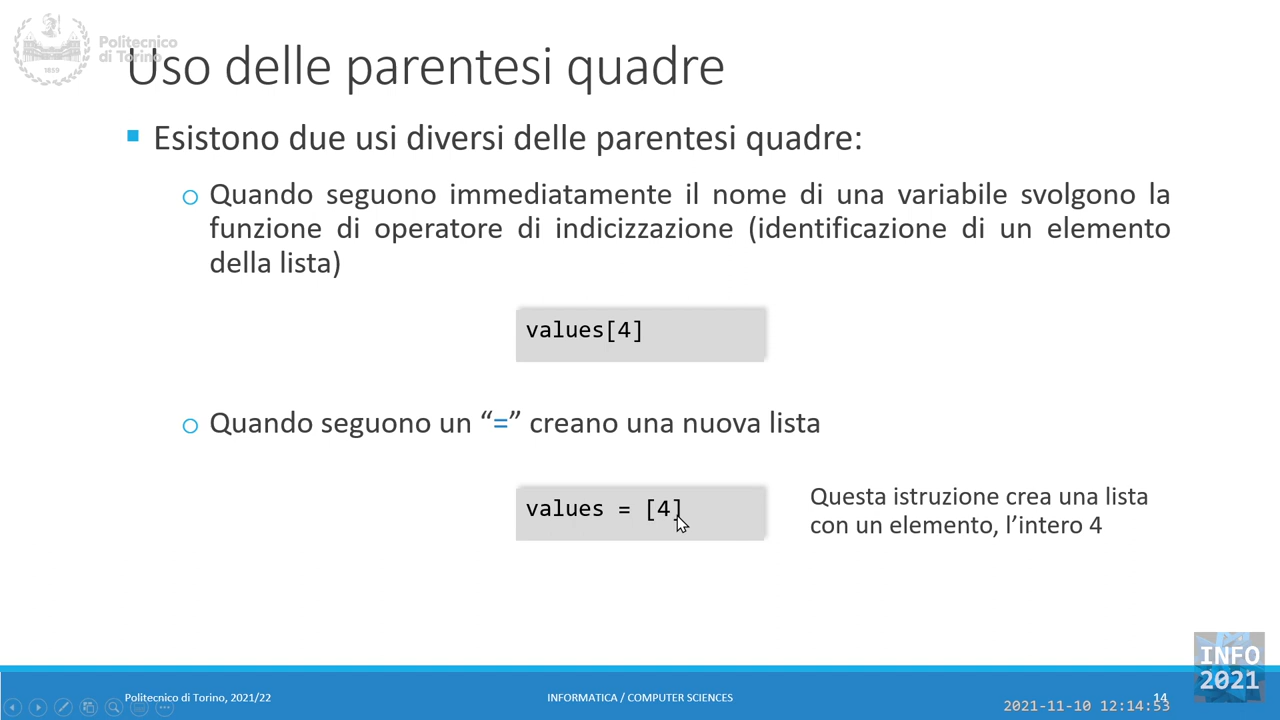 Politecnico
di Torino
1859
Uso delle parentesi quadre
Esistono due usi diversi delle parentesi quadre:
Quando seguono immediatamente il nome di una variabile svolgono la
funzione di operatore di indicizzazione (identificazione di un elemento
della lista)
values[4]
Quando seguono un “=” creano una nuova lista
values = [4]
Questa istruzione crea una lista
con un elemento, l’intero 4
INFO
2021
Politecnico di Torino, 2021/22
INFORMATICA / COMPUTER SCIENCES
14
2021-11-10 12:14:53